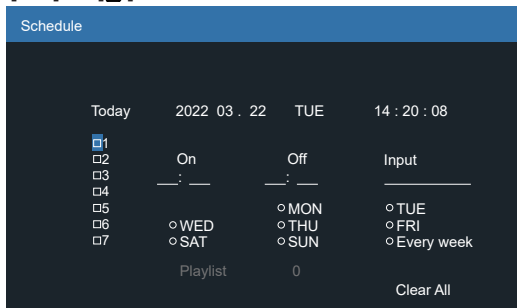 Schedule
Today 2022 03 . 22 TUE 14 : 20 : 08
1
2 On Off Input
3 __: __ __: __ ________
4
5 MON TUE
6 WED THU FRI
7 SAT SUN Every week
Playlist 0
Clear All